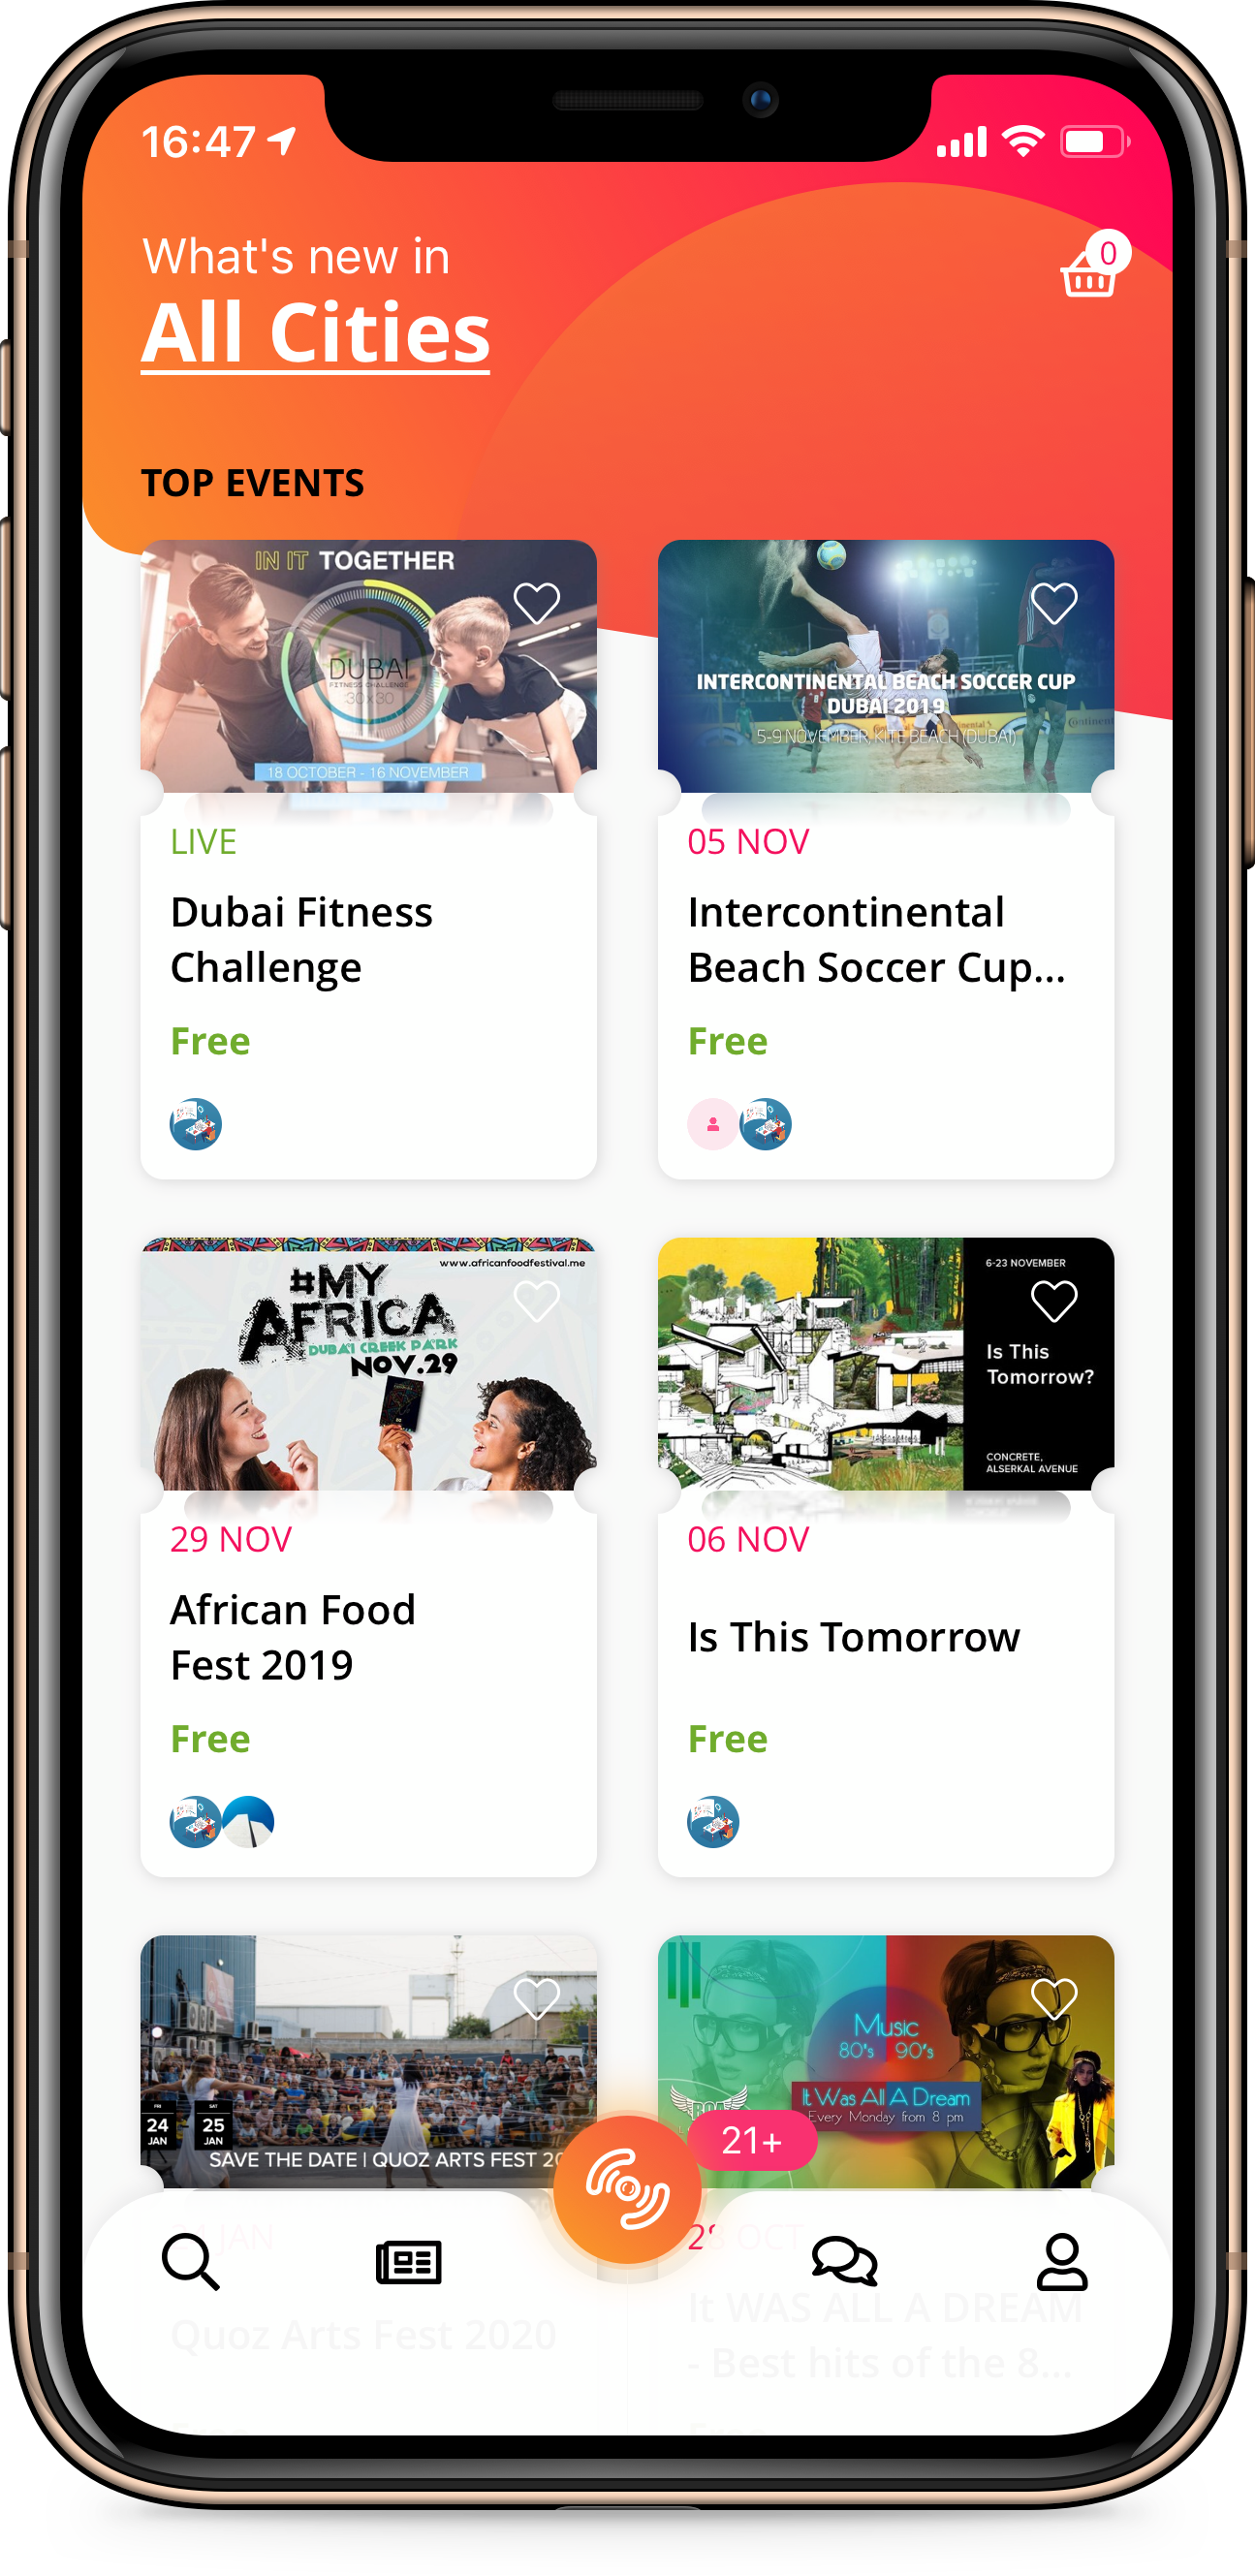 16:47
What's new in
0
All Cities
TOP EVENTS
IN IT TOGETHER
DUBAI
FITNESS CHALLENGE
30X30
18 OCTOBER - 16 NOVEMBER
INTERCONTINENTAL BEACH SOCCER CUP
DUBAI 2019
5-9 NOVEMBER, KITE BEACH (DUBAI)
LIVE
Dubai Fitness
Challenge
Free
05 NOV
Intercontinental
Beach Soccer Cup...
Free
www.africanfoodfestival.me
#MY
AFRICA
DUBAI CREEK PARK
NOV.29
6-23 NOVEMBER
Is This
Tomorrow?
CONCRETE,
ALSERKAL AVENUE
29 NOV
African Food
Fest 2019
Free
06 NOV
Is This Tomorrow
Free
FRI
24
JAN
SAT
25
JAN
SAVE THE DATE | QUOZ ARTS FEST 20
Music
80's 90's
It Was All A Dream
Every Monday from 8 pm
21+
JAN
Quoz Arts Fest 2020
28 OCT
It WAS ALL A DREAM
- Best hits of the 8...
Free